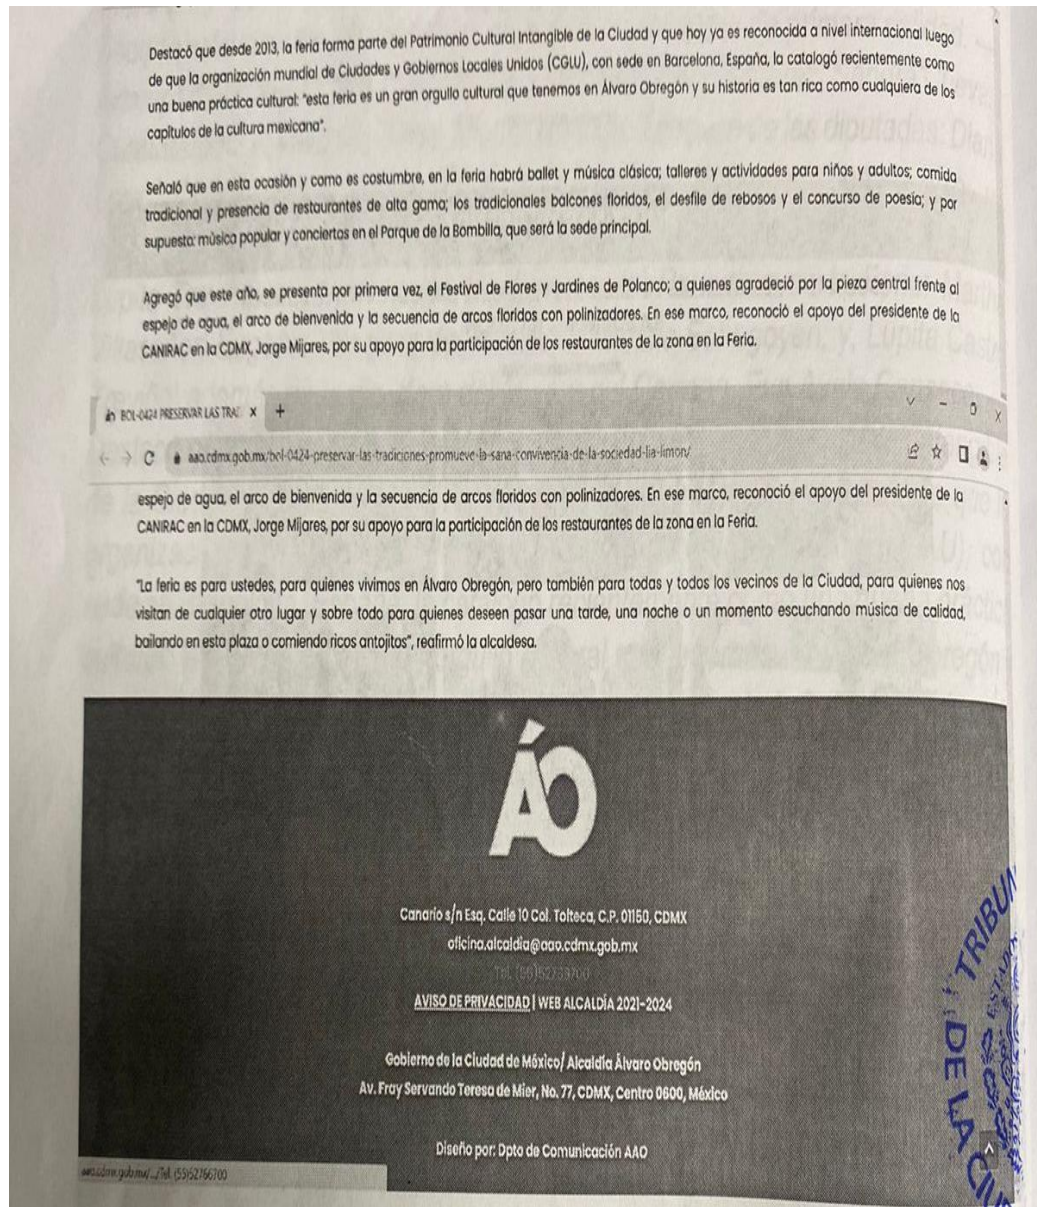 Destacó que desde 2013, la feria forma parte del Patrimonio Cultural Intangible de la Ciudad y que hoy ya es reconocida a nivel internacional luego
de que la organización mundial de Ciudades y Gobiernos Locales Unidos (CGLU), con sede en Barcelona, España, la catalogó recientemente como
una buena práctica cultural: "esta feria es un gran orgullo cultural que tenemos en Álvaro Obregón y su historia es tan rica como cualquiera de los
capítulos de la cultura mexicana".
Señaló que en esta ocasión y como es costumbre, en la feria habrá ballet y música clásica; talleres y actividades para niños y adultos; comida
tradicional y presencia de restaurantes de alta gama; los tradicionales balcones floridos, el desfile de rebosos y el concurso de poesía; y por
supuesto: música popular y conciertos en el Parque de la Bombilla, que será la sede principal.
Agregó que este año, se presenta por primera vez, el Festival de Flores y Jardines de Polanco; a quienes agradeció por la pieza central frente al
espejo de agua, el arco de bienvenida y la secuencia de arcos floridos con polinizadores. En ese marco, reconoció el apoyo del presidente de la
CANIRAC en la CDMX, Jorge Mijares, por su apoyo para la participación de los restaurantes de la zona en la Feria.
BOL-0424 PRESERVAR LAS TRAD X +
aao.cdmx.gob.mx/bol-0424-preservar-las-tradiciones-promueve-la-sana-convivencia-de-la-sociedad-lia-limon/
espejo de agua, el arco de bienvenida y la secuencia de arcos floridos con polinizadores. En ese marco, reconoció el apoyo del presidente de la
CANIRAC en la CDMX, Jorge Mijares, por su apoyo para la participación de los restaurantes de la zona en la Feria.
"La feria es para ustedes, para quienes vivimos en Álvaro Obregón, pero también para todas y todos los vecinos de la Ciudad, para quienes nos
visitan de cualquier otro lugar y sobre todo para quienes deseen pasar una tarde, una noche o un momento escuchando música de calidad,
bailando en esta plaza o comiendo ricos antojitos", reafirmó la alcaldesa.
ÁO
Canario s/n Esq. Calle 10 Col. Tolteca, C.P. 01150, CDMX
oficina.alcaldia@aao.cdmx.gob.mx
AVISO DE PRIVACIDAD | WEB ALCALDÍA 2021-2024
Gobierno de la Ciudad de México/ Alcaldía Álvaro Obregón
Av. Fray Servando Teresa de Mier, No. 77, CDMX, Centro 0600, México
Diseño por: Dpto de Comunicación AAO
aao.cdmx.gob.mx/.../Tel. (55)52766700
TRIBUN
DE LA CIU